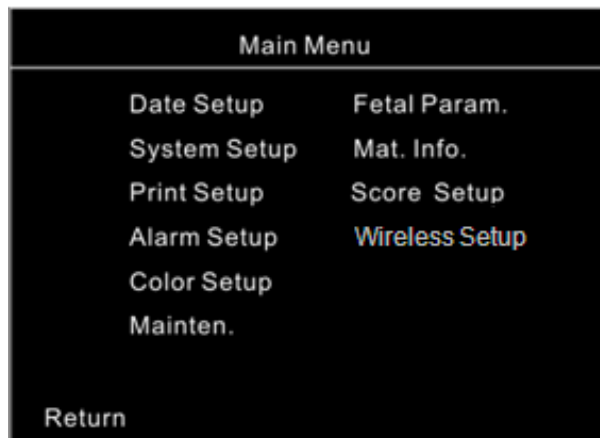 Main Menu
Date Setup
System Setup
Print Setup
Alarm Setup
Color Setup
Mainten.
Fetal Param.
Mat. Info.
Score Setup
Wireless Setup
Return